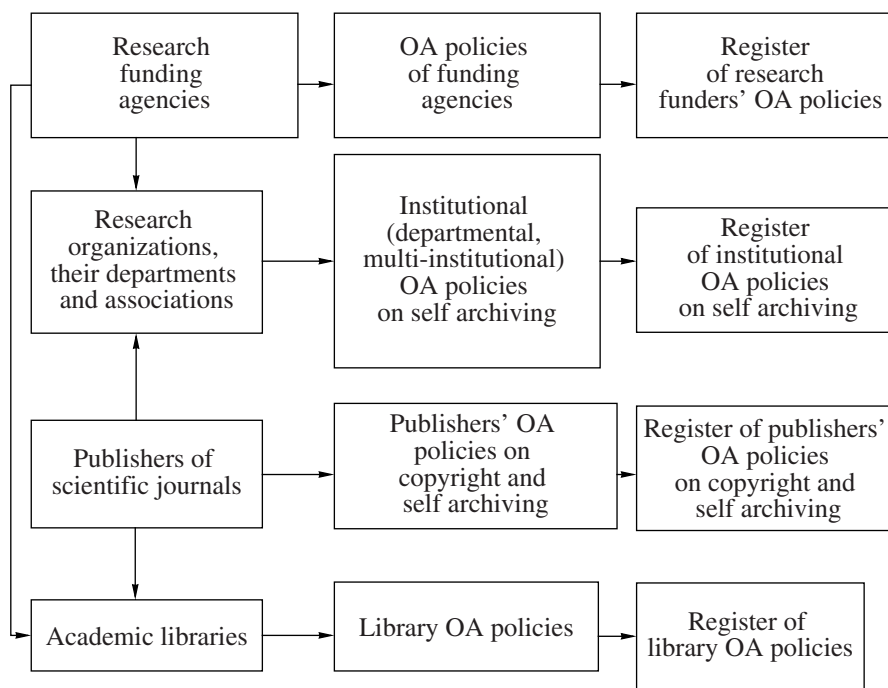 Research
funding
agencies
OA policies
of funding
agencies
Register
of research
funders’ OA policies
Research
organizations,
their departments
and associations
Institutional
(departmental,
multi-institutional)
OA policies
on self archiving
Register
of institutional
OA policies
on self archiving
Publishers of
scientific journals
Publishers’ OA
policies on
copyright and
self archiving
Register of publishers’
OA policies
on copyright and
self archiving
Academic libraries
Library OA policies
Register of
library OA policies